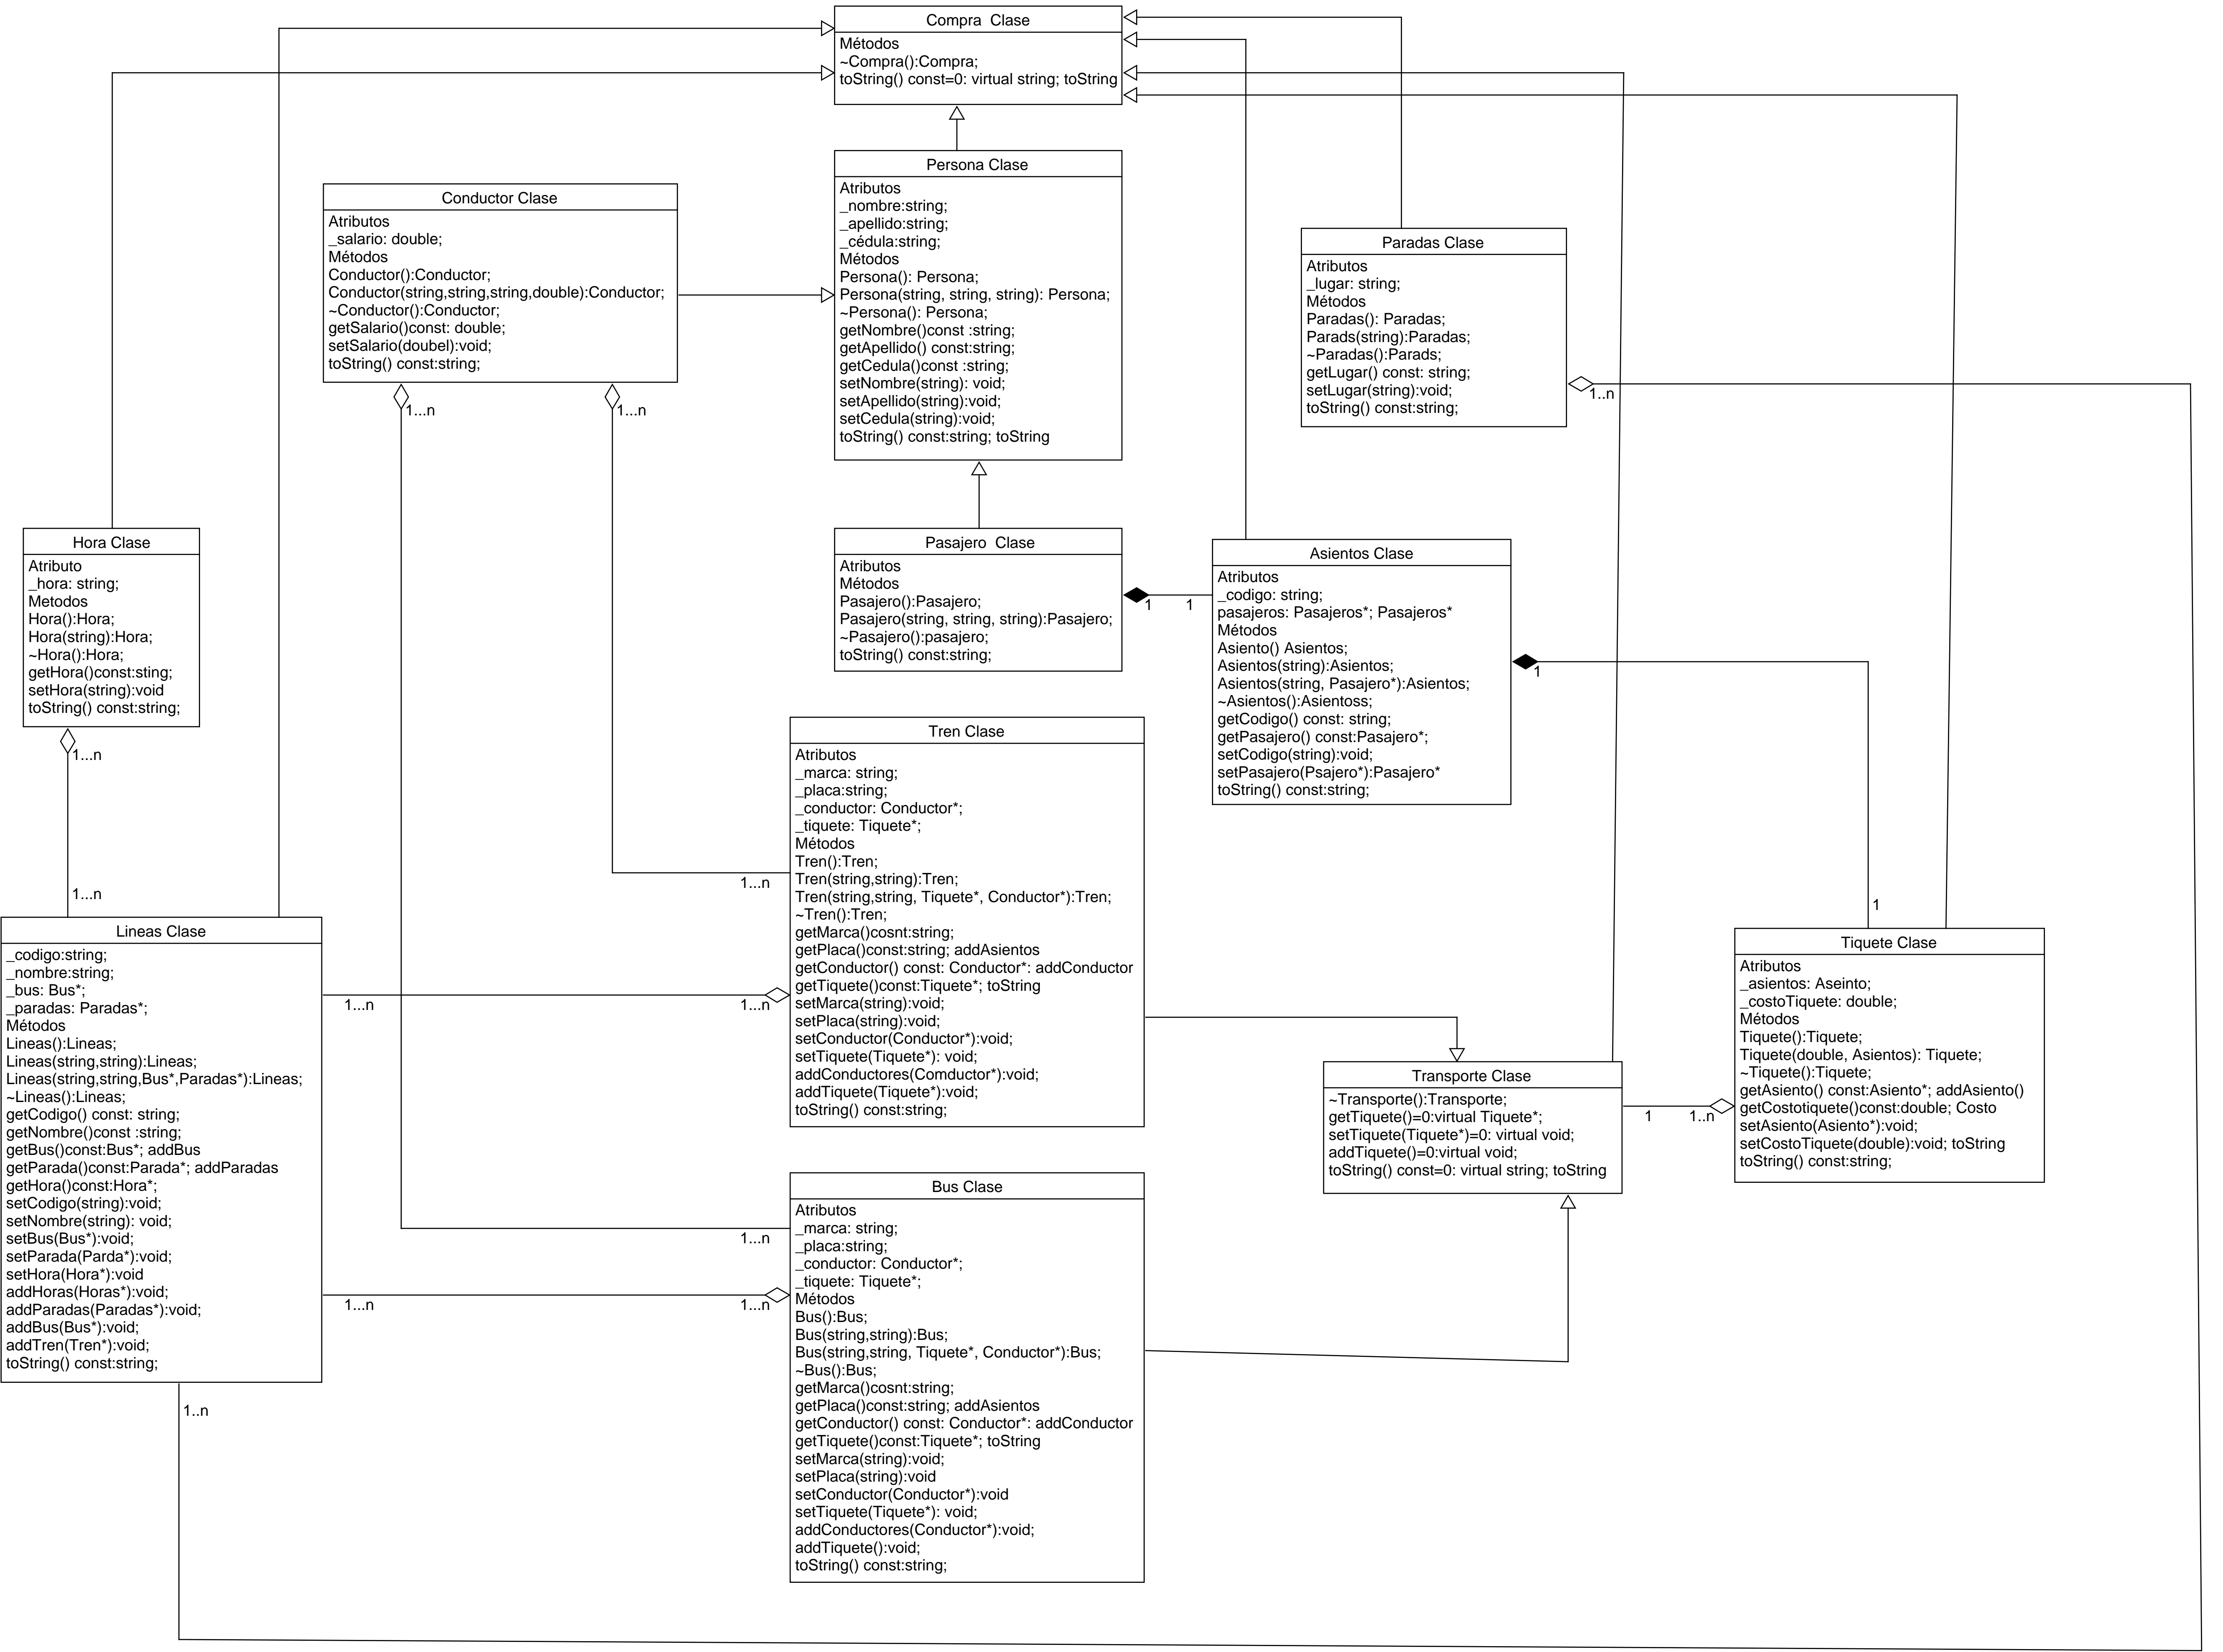 Compra  Clase
Métodos
~Compra():Compra;
toString() const=0: virtual string; toString
Persona Clase
Atributos
_nombre:string;
_apellido:string;
_cédula:string;
Métodos
Persona(): Persona;
Persona(string, string, string): Persona;
~Persona(): Persona;
getNombre()const :string;
getApellido() const:string;
getCedula()const :string;
setNombre(string): void;
setApellido(string):void;
setCedula(string):void;
toString() const:string; toString
Conductor Clase
Atributos
_salario: double;
Métodos
Conductor():Conductor;
Conductor(string,string,string,double):Conductor;
~Conductor():Conductor;
getSalario()const: double;
setSalario(doubel):void;
toString() const:string;
1...n
1...n
Paradas Clase
Atributos
_lugar: string;
Métodos
Paradas(): Paradas;
Parads(string):Paradas;
~Paradas():Parads;
getLugar() const: string;
setLugar(string):void;
toString() const:string;
1..n
Hora Clase
Atributo
_hora: string;
Metodos
Hora():Hora;
Hora(string):Hora;
~Hora():Hora;
getHora()const:sting;
setHora(string):void
toString() const:string;
1...n
1...n
Pasajero  Clase
Atributos
Métodos
Pasajero():Pasajero;
Pasajero(string, string, string):Pasajero;
~Pasajero():pasajero;
toString() const:string;
1
1
Asientos Clase
Atributos
_codigo: string;
pasajeros: Pasajeros*; Pasajeros*
Métodos
Asiento() Asientos;
Asientos(string):Asientos;
Asientos(string, Pasajero*):Asientos;
~Asientos():Asientoss;
getCodigo() const: string;
getPasajero() const:Pasajero*;
setCodigo(string):void;
setPasajero(Psajero*):Pasajero*
toString() const:string;
1
1
Tren Clase
Atributos
_marca: string;
_placa:string;
_conductor: Conductor*;
_tiquete: Tiquete*;
Métodos
Tren():Tren;
Tren(string,string):Tren;
Tren(string,string, Tiquete*, Conductor*):Tren;
~Tren():Tren;
getMarca()cosnt:string;
getPlaca()const:string; addAsientos
getConductor() const: Conductor*: addConductor
getTiquete()const:Tiquete*; toString
setMarca(string):void;
setPlaca(string):void;
setConductor(Conductor*):void;
setTiquete(Tiquete*): void;
addConductores(Comductor*):void;
addTiquete(Tiquete*):void;
toString() const:string;
1...n
1...n
1...n
Lineas Clase
_codigo:string;
_nombre:string;
_bus: Bus*;
_paradas: Paradas*;
Métodos
Lineas():Lineas;
Lineas(string,string):Lineas;
Lineas(string,string,Bus*,Paradas*):Lineas;
~Lineas():Lineas;
getCodigo() const: string;
getNombre()const :string;
getBus()const:Bus*; addBus
getParada()const:Parada*; addParadas
getHora()const:Hora*;
setCodigo(string):void;
setNombre(string): void;
setBus(Bus*):void;
setParada(Parda*):void;
setHora(Hora*):void
addHoras(Horas*):void;
addParadas(Paradas*):void;
addBus(Bus*):void;
addTren(Tren*):void;
toString() const:string;
1..n
Tiquete Clase
Atributos
_asientos: Aseinto;
_costoTiquete: double;
Métodos
Tiquete():Tiquete;
Tiquete(double, Asientos): Tiquete;
~Tiquete():Tiquete;
getAsiento() const:Asiento*; addAsiento()
getCostotiquete()const:double; Costo
setAsiento(Asiento*):void;
setCostoTiquete(double):void; toString
toString() const:string;
Transporte Clase
~Transporte():Transporte;
getTiquete()=0:virtual Tiquete*;
setTiquete(Tiquete*)=0: virtual void;
addTiquete()=0:virtual void;
toString() const=0: virtual string; toString
1
1..n
Bus Clase
Atributos
_marca: string;
_placa:string;
_conductor: Conductor*;
_tiquete: Tiquete*;
Métodos
Bus():Bus;
Bus(string,string):Bus;
Bus(string,string, Tiquete*, Conductor*):Bus;
~Bus():Bus;
getMarca()cosnt:string;
getPlaca()const:string; addAsientos
getConductor() const: Conductor*: addConductor
getTiquete()const:Tiquete*; toString
setMarca(string):void;
setPlaca(string):void
setConductor(Conductor*):void
setTiquete(Tiquete*): void;
addConductores(Conductor*):void;
addTiquete():void;
toString() const:string;
1...n
1...n
1...n